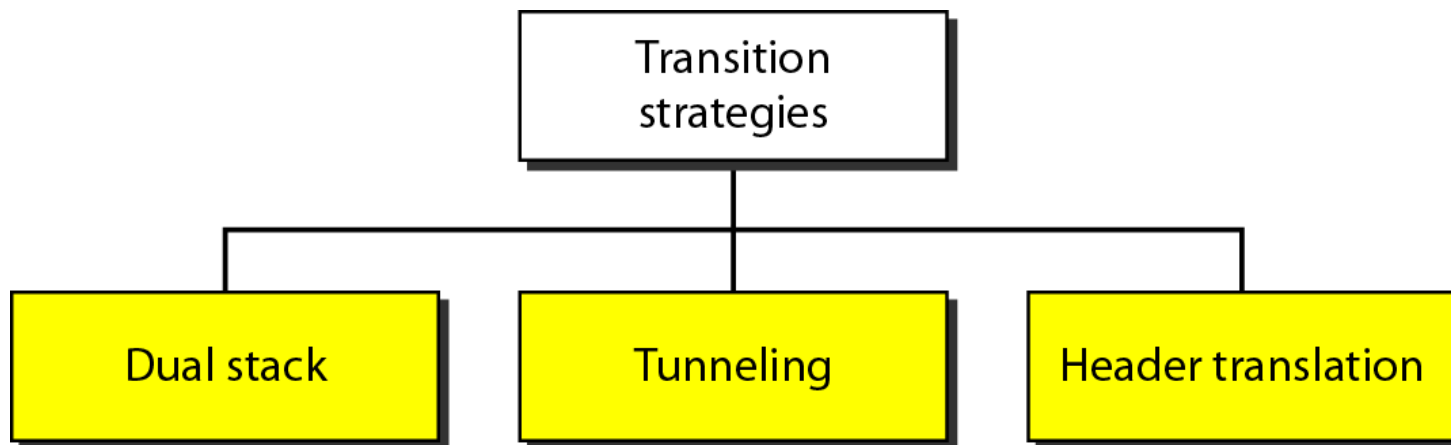 Transition
strategies
Dual stack
Tunneling
Header translation